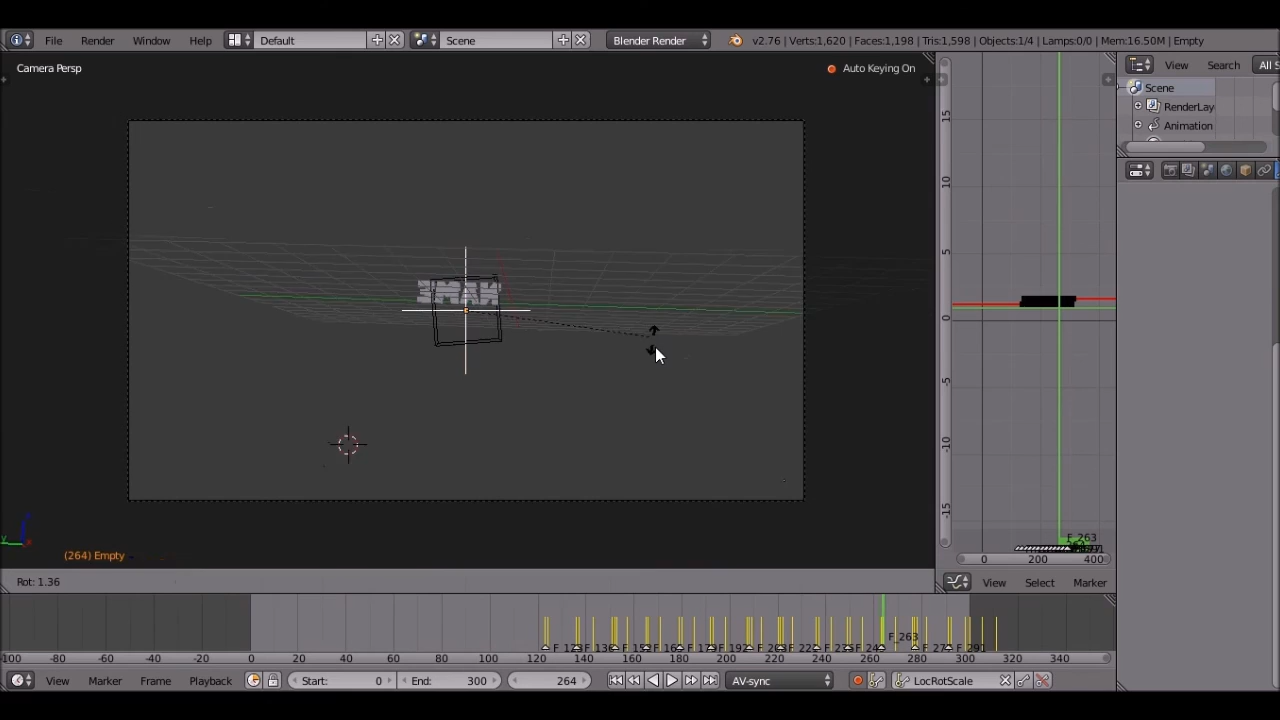 File Render Window Help Default Scene Blender Render v2.76 | Verts:1,620 | Faces:1,198 | Tris:1,598 | Objects:1/4 | Lamps:0/0 | Mem:16.50M | Empty
Camera Persp Auto Keying On
View Search All S
Scene
RenderLay
Animation
15
10
5
0
-5
-10
-15
F_263
0 200 400
(264) Empty
Rot: 1.36
View Select Marker
F_263
-100 -80 -60 -40 -20 0 20 40 60 80 100 120 140 160 180 200 220 240 260 280 300 320 340
View Marker Frame Playback Start: 0 End: 300 264 AV-sync LocRotScale